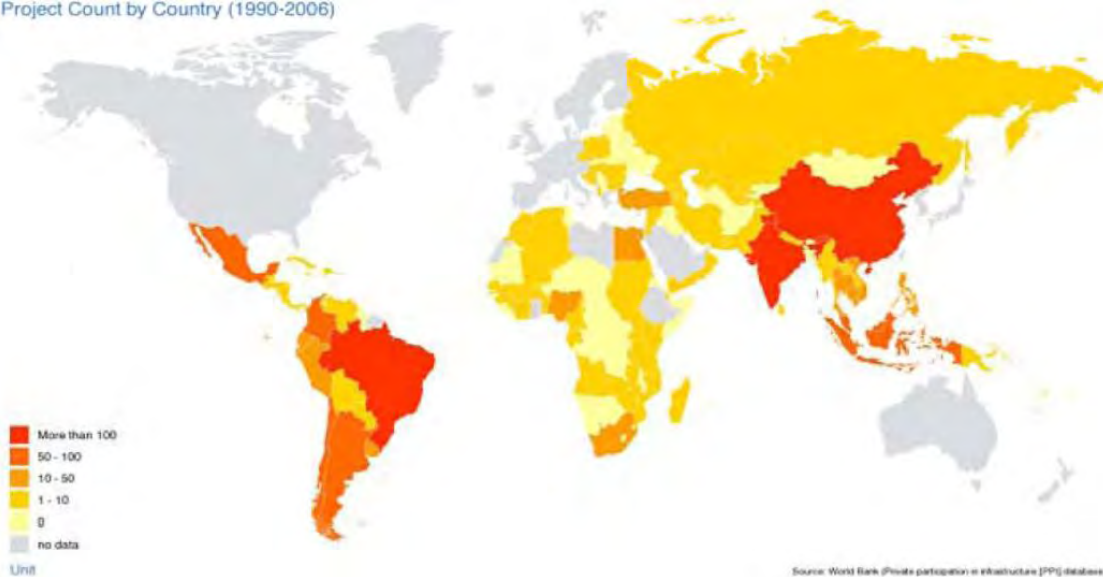 Project Count by Country (1990-2006)
More than 100
50 - 100
10 - 50
1 - 10
0
no data
Unit
Source: World Bank (Private participation in infrastructure [PPI] database